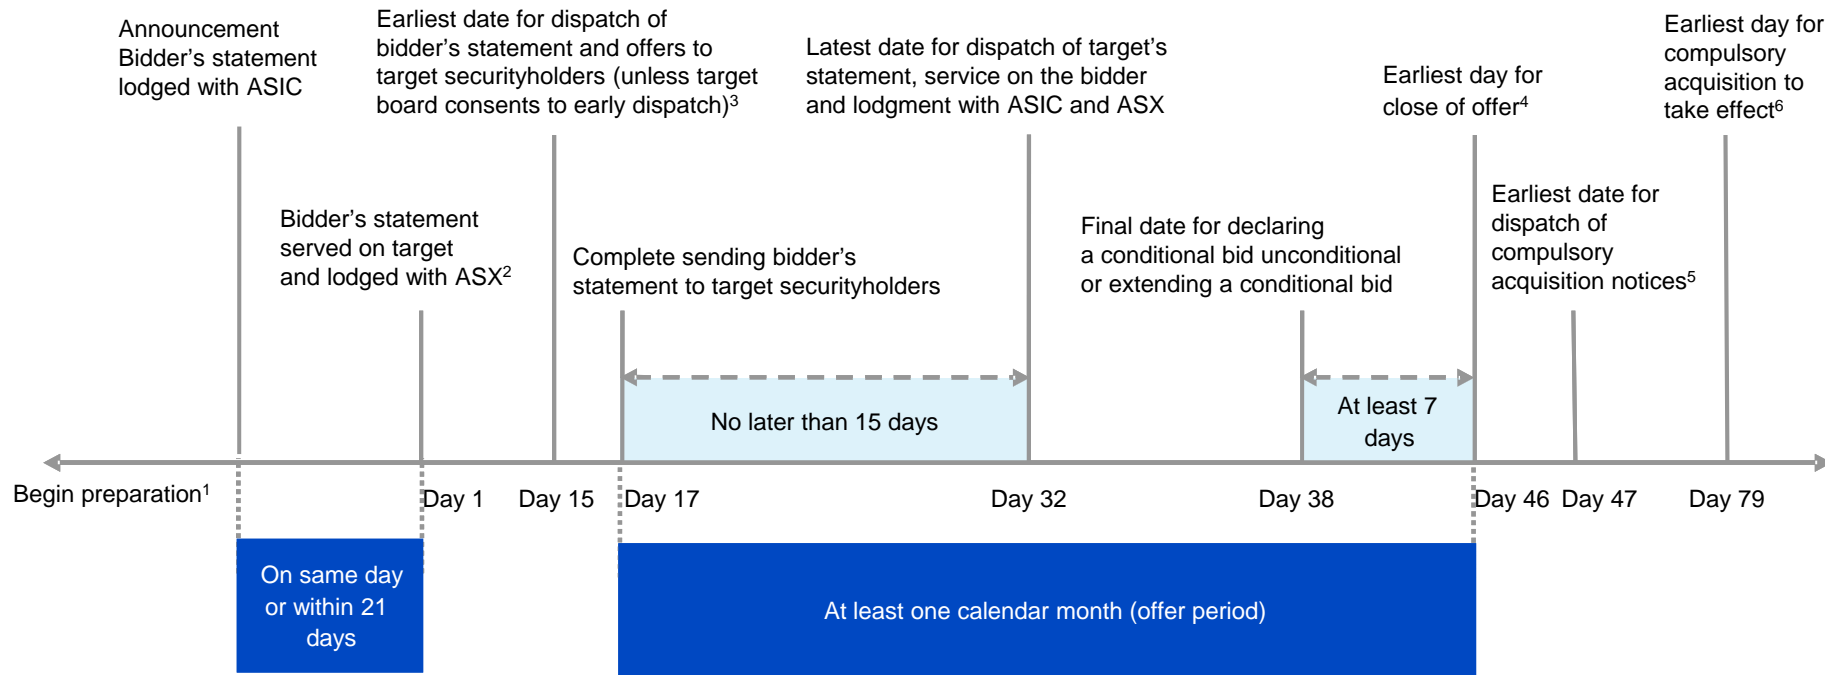 Announcement
Bidder’s statement
lodged with ASIC
Earliest date for dispatch of
bidder’s statement and offers to
target securityholders (unless target
board consents to early dispatch)³
Latest date for dispatch of target’s
statement, service on the bidder
and lodgment with ASIC and ASX
Earliest day for
close of offer⁴
Earliest day for
compulsory
acquisition to
take effect⁶
Bidder’s statement
served on target
and lodged with ASX²
Complete sending bidder’s
statement to target securityholders
Final date for declaring
a conditional bid unconditional
or extending a conditional bid
Earliest date for
dispatch of
compulsory
acquisition notices⁵
No later than 15 days
At least 7
days
Begin preparation¹
Day 1
Day 15
Day 17
Day 32
Day 38
Day 46
Day 47
Day 79
On same day
or within 21
days
At least one calendar month (offer period)